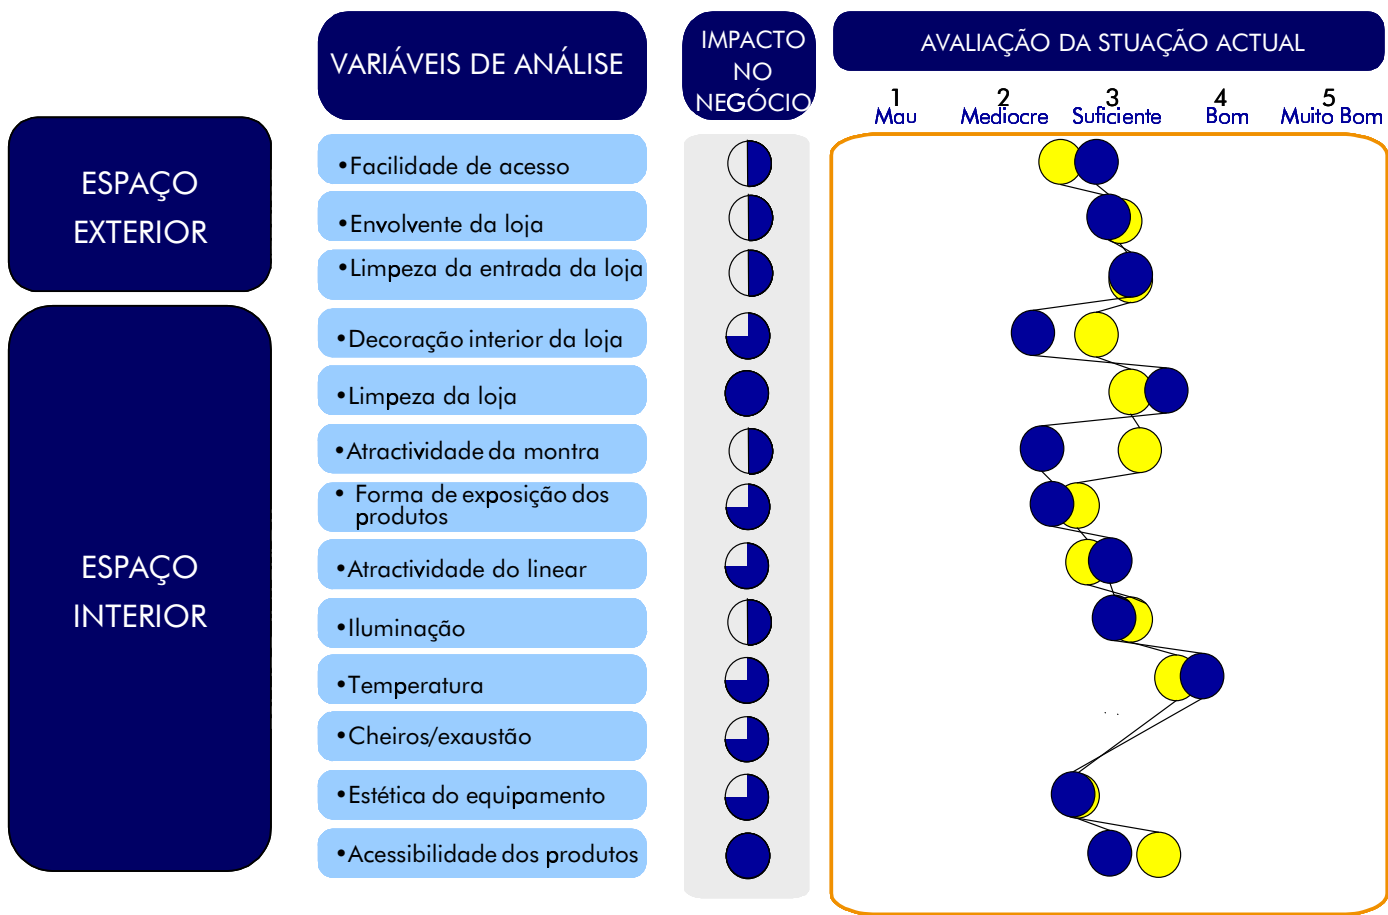 VARIÁVEIS DE ANÁLISE
IMPACTO
NO
NEGÓCIO
AVALIAÇÃO DA STUAÇÃO ACTUAL
1 2 3 4 5
Mau Mediocre Suficiente Bom Muito Bom
ESPAÇO
EXTERIOR
•Facilidade de acesso
•Envolvente da loja
•Limpeza da entrada da loja
ESPAÇO
INTERIOR
•Decoração interior da loja
•Limpeza da loja
•Atractividade da montra
• Forma de exposição dos
produtos
•Atractividade do linear
•Iluminação
•Temperatura
•Cheiros/exaustão
•Estética do equipamento
•Acessibilidade dos produtos